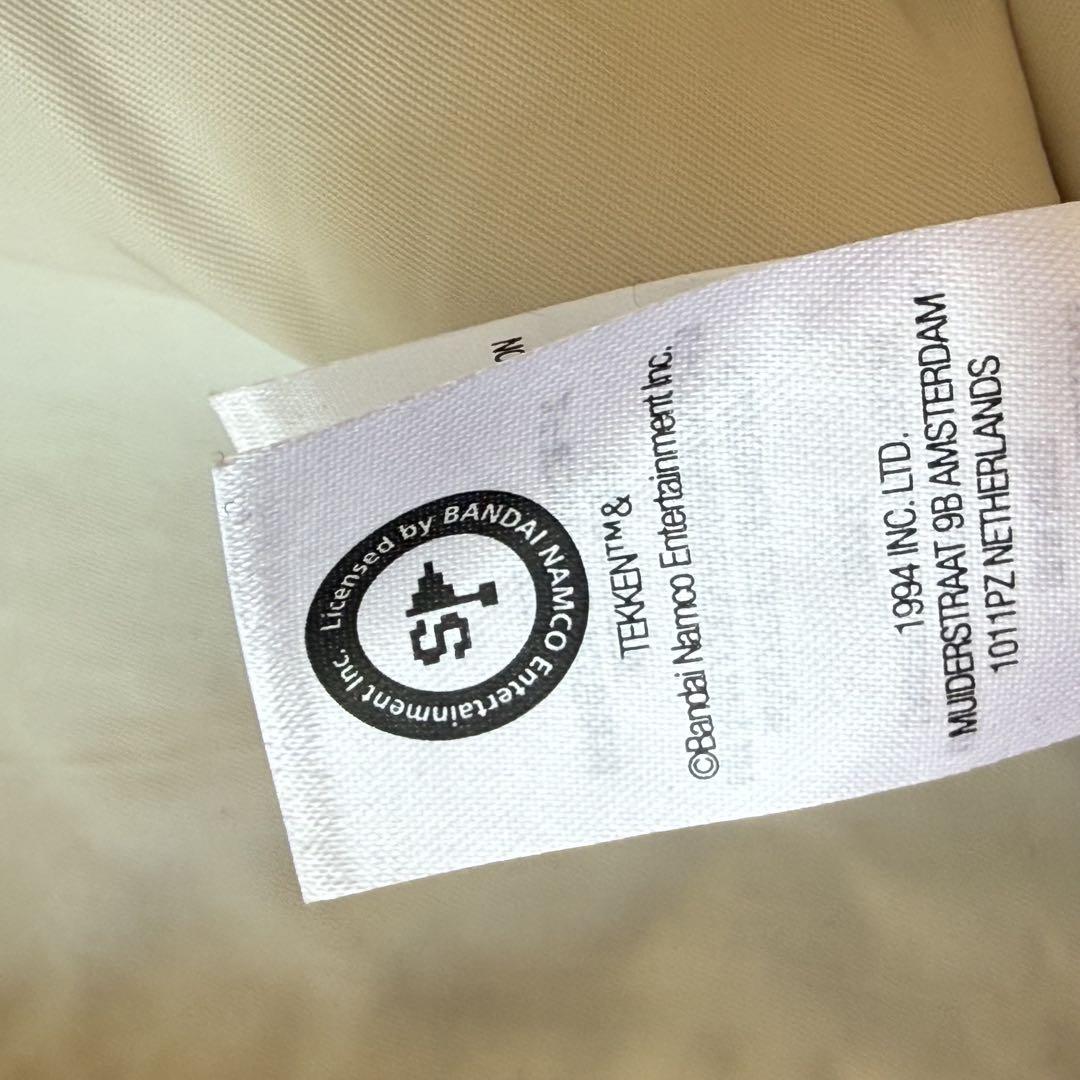 Licensed by BANDAI NAMCO Entertainment Inc.
TEKKEN™ &
©Bandai Namco Entertainment Inc.
1994 INC. LTD.
MUIDERSTRAAT 9B AMSTERDAM
1011PZ NETHERLANDS